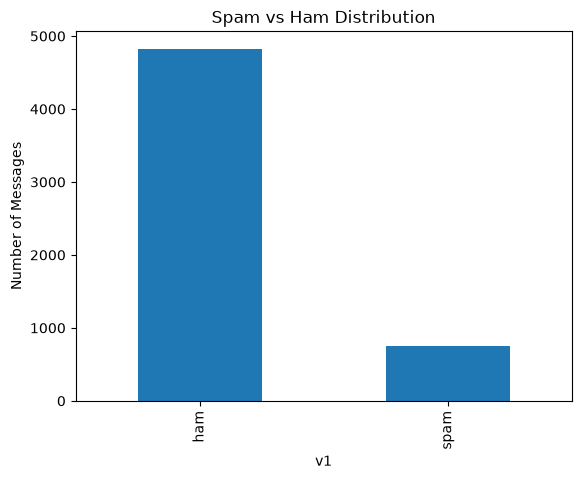 Spam vs Ham Distribution
Number of Messages
5000
4000
3000
2000
1000
0
ham
spam
v1